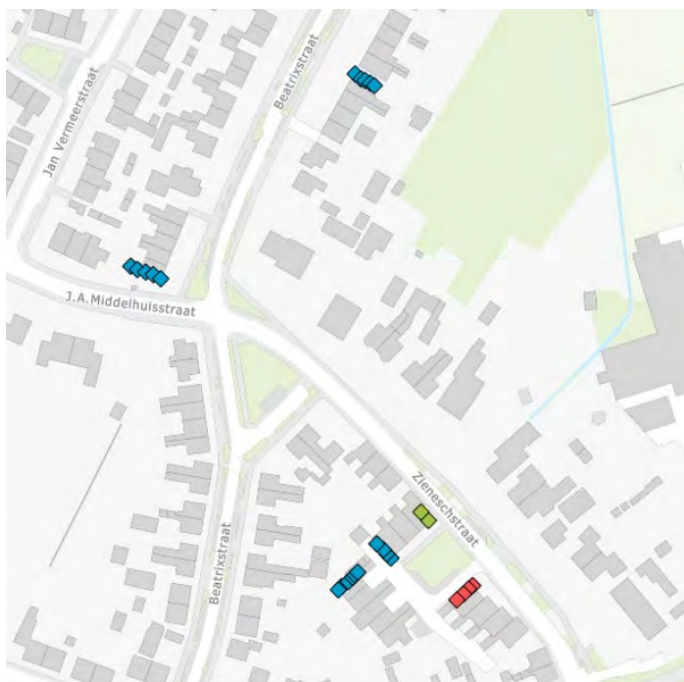 Beatrixstraat
Jan Vermeerstraat
J.A.Middelhuisstraat
Zieneschstraat
Beatrixstraat